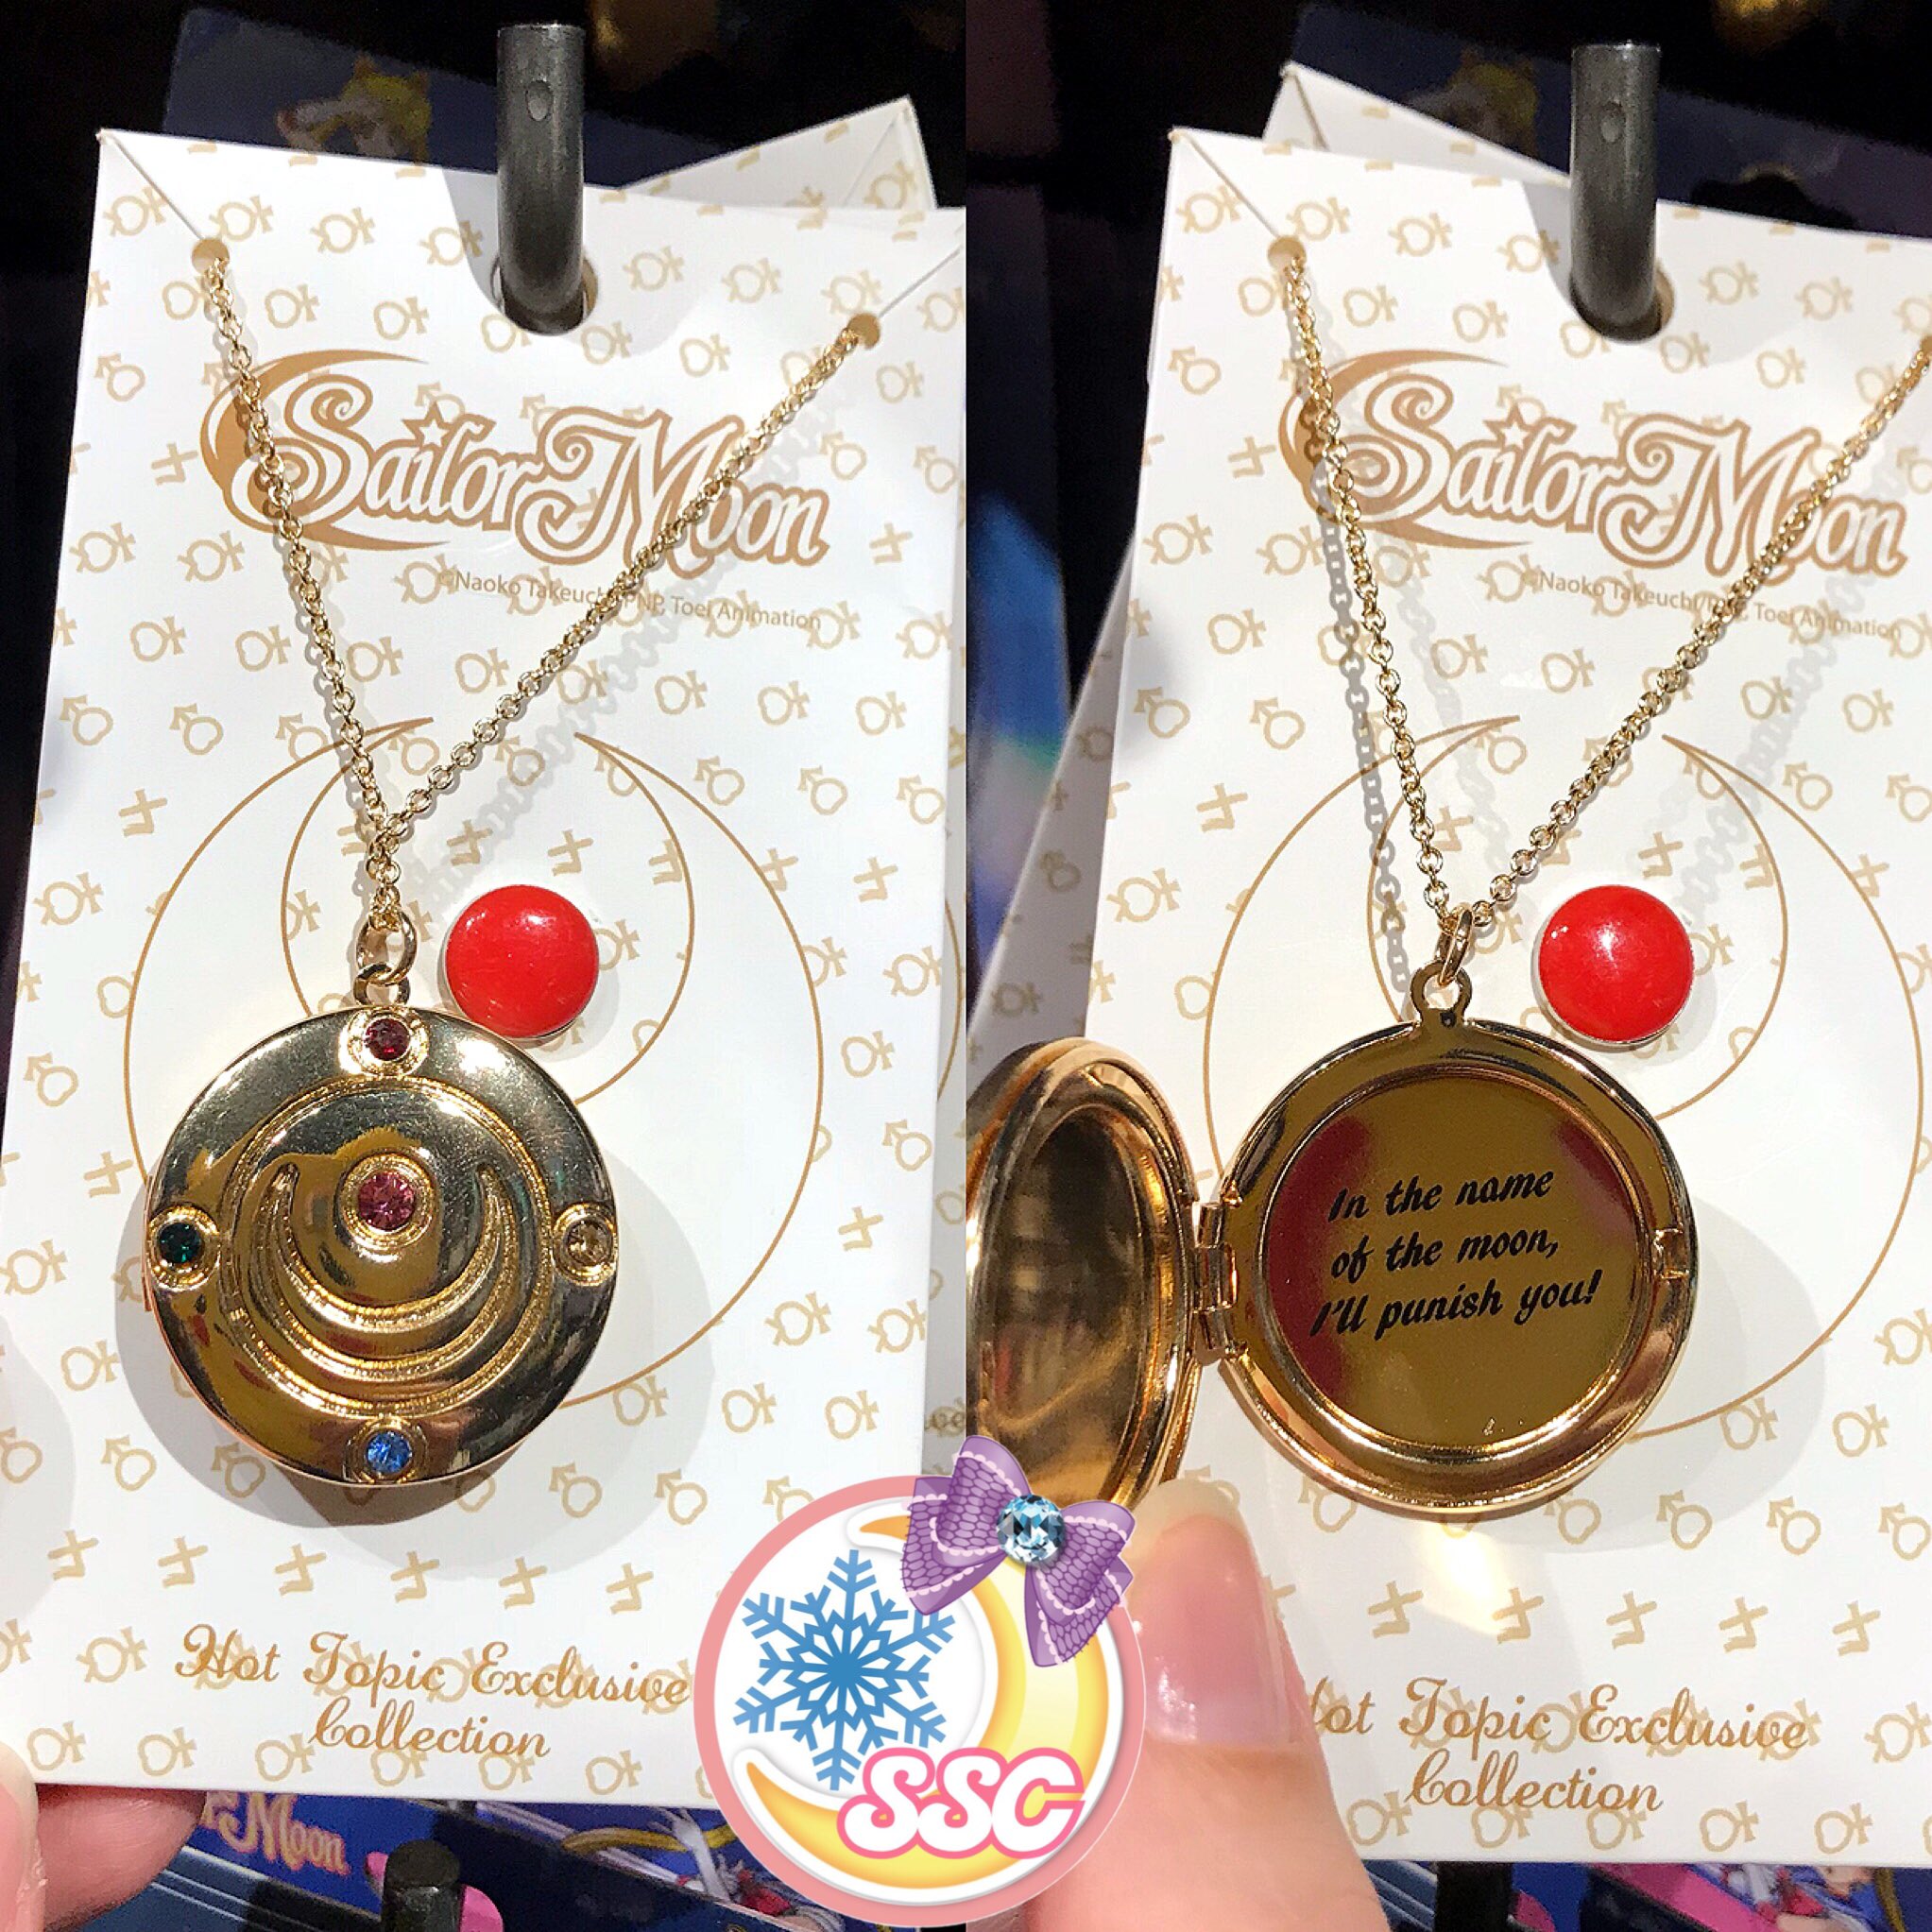 Sailor Moon
©Naoko Takeuchi/PNP, Toei Animation
Hot Topic Exclusive
Collection
Moon
Sailor Moon
©Naoko Takeuchi/PNP, Toei Animation
In the name
of the moon,
I'll punish you!
Hot Topic Exclusive
Collection
SSC